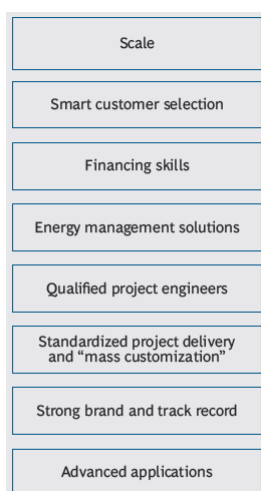 Scale
Smart customer selection
Financing skills
Energy management solutions
Qualified project engineers
Standardized project delivery
and “mass customization”
Strong brand and track record
Advanced applications